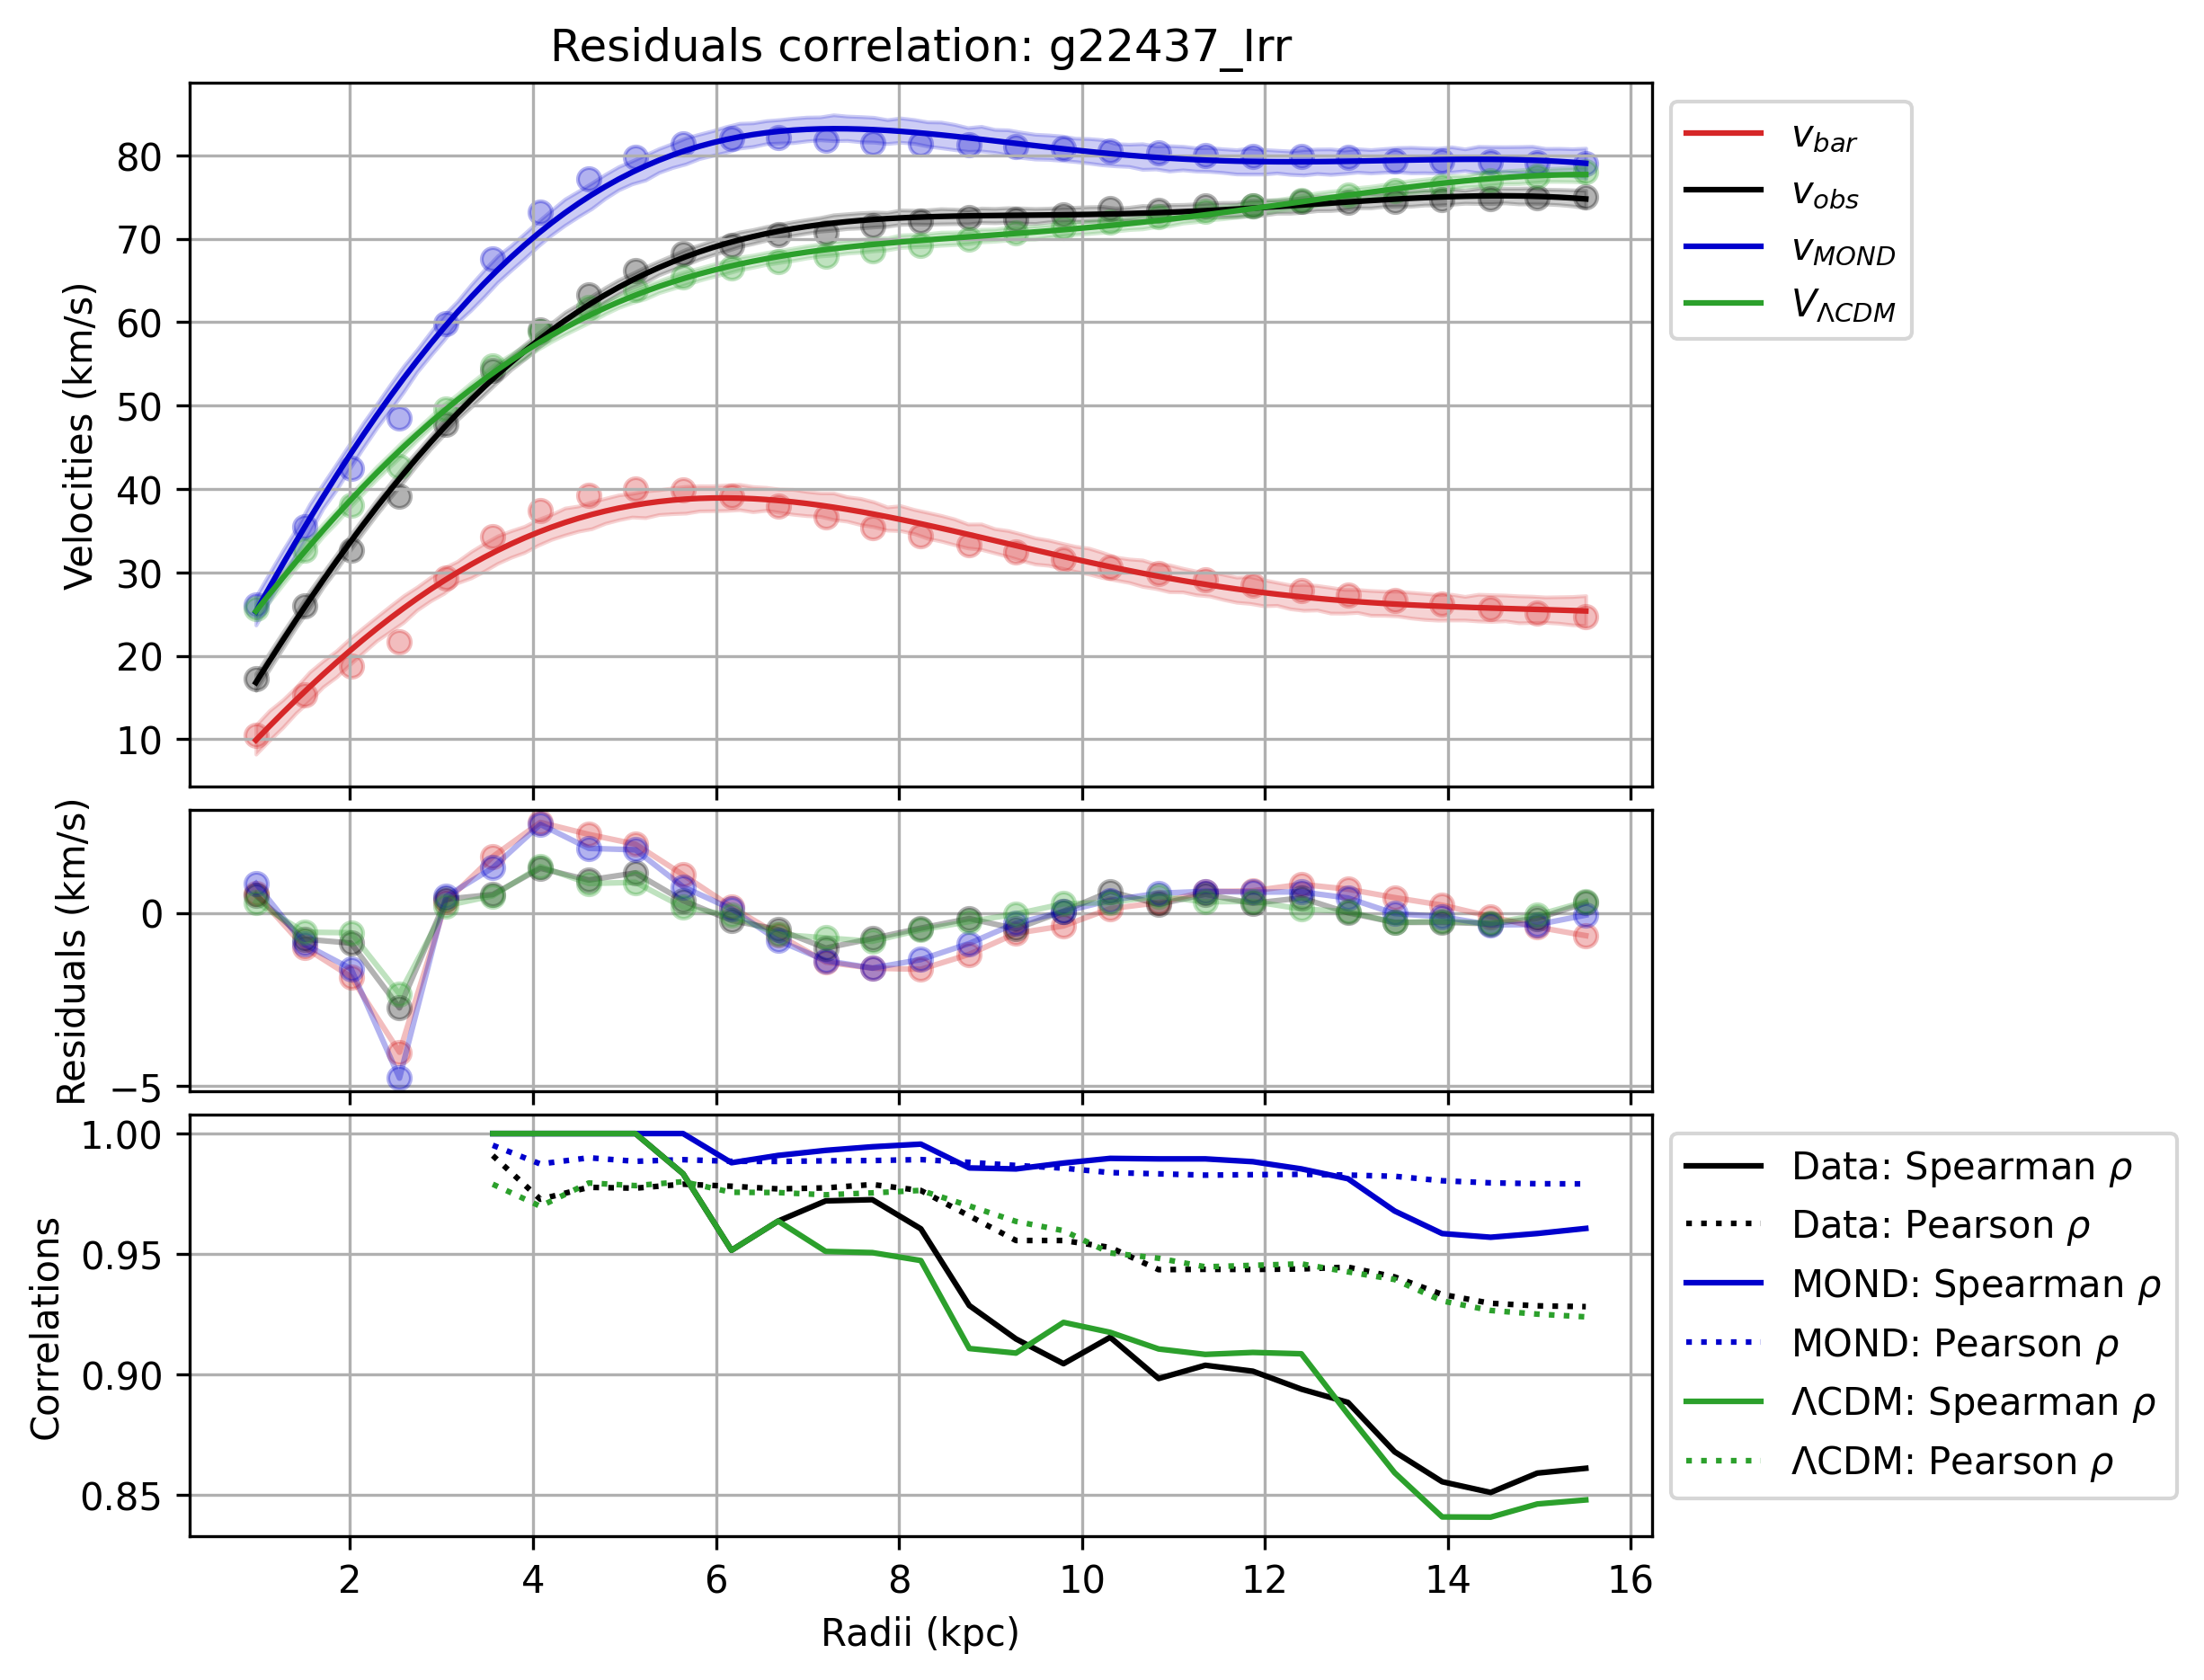 Residuals correlation: g22437_Irr
Velocities (km/s)
80
70
60
50
40
30
20
10
v_bar
v_obs
v_MOND
V_ΛCDM
Residuals (km/s)
0
−5
Correlations
1.00
0.95
0.90
0.85
Data: Spearman ρ
Data: Pearson ρ
MOND: Spearman ρ
MOND: Pearson ρ
ΛCDM: Spearman ρ
ΛCDM: Pearson ρ
2 4 6 8 10 12 14 16
Radii (kpc)